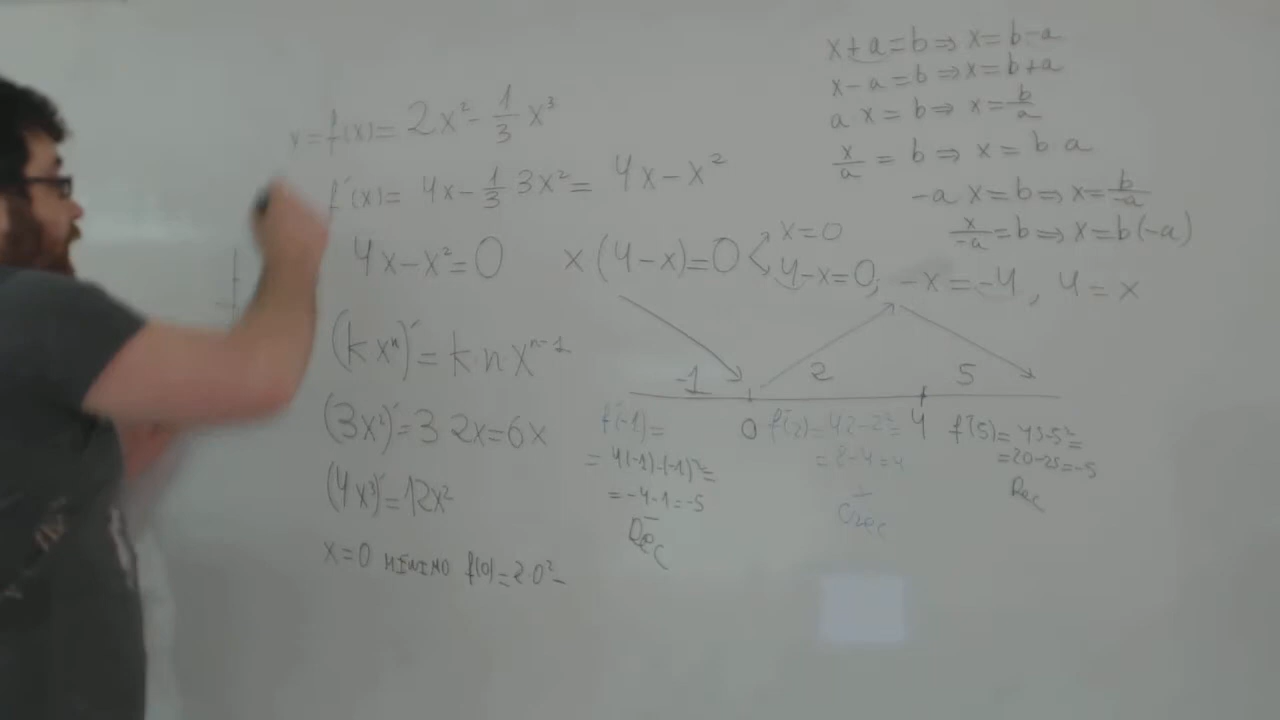 y = f(x) = 2x² - 1/3 x³
f'(x) = 4x - 1/3 3x² = 4x - x²
4x - x² = 0 x(4-x) = 0 x = 0
4-x = 0; -x = -4, 4 = x
(k xⁿ)' = k·n·xⁿ⁻¹
(3x²)' = 3 2x = 6x
(4x³)' = 12x²
x = 0 MÍNIMO f(0) = 2·0² -
x + a = b ⇒ x = b - a
x - a = b ⇒ x = b + a
a x = b ⇒ x = b/a
x/a = b ⇒ x = b a
-a x = b ⇒ x = b/-a
x/-a = b ⇒ x = b(-a)
-1 2 5
0 4
f'(-1) =
= 4(-1) - (-1)² =
= -4 - 1 = -5
-
Dec
f'(2) = 4·2 - 2² =
= 8 - 4 = 4
+
Crec
f'(5) = 4·5 - 5² =
= 20 - 25 = -5
Dec